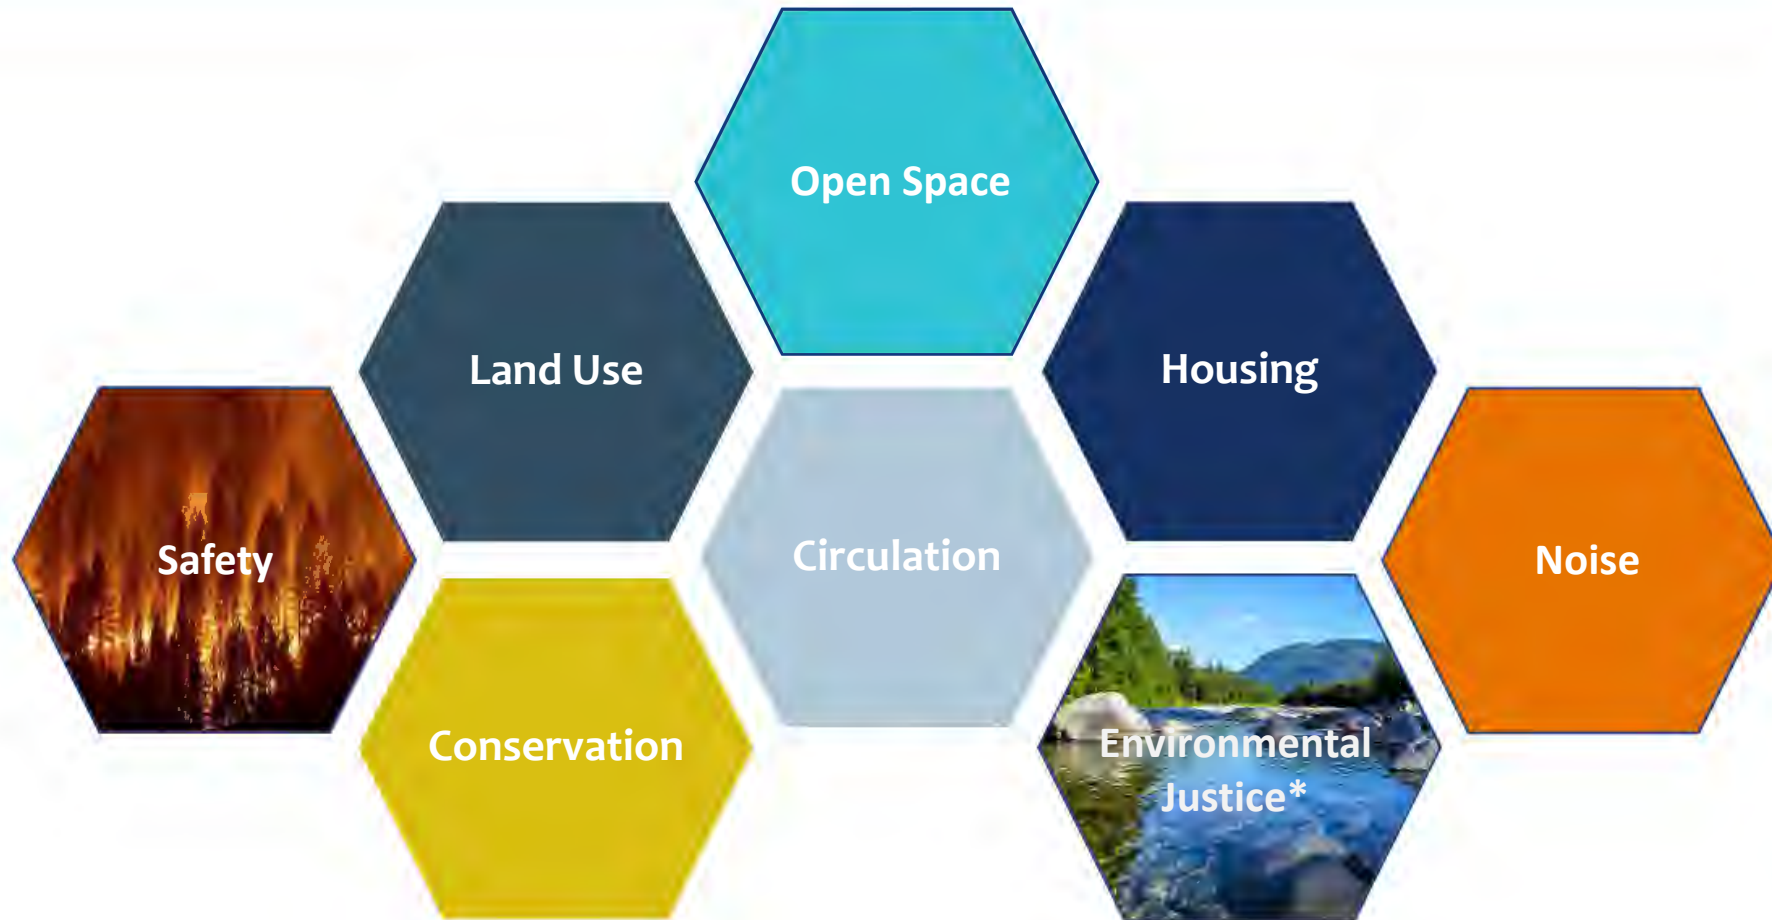 Open Space
Land Use
Housing
Safety
Circulation
Noise
Conservation
Environmental
Justice*